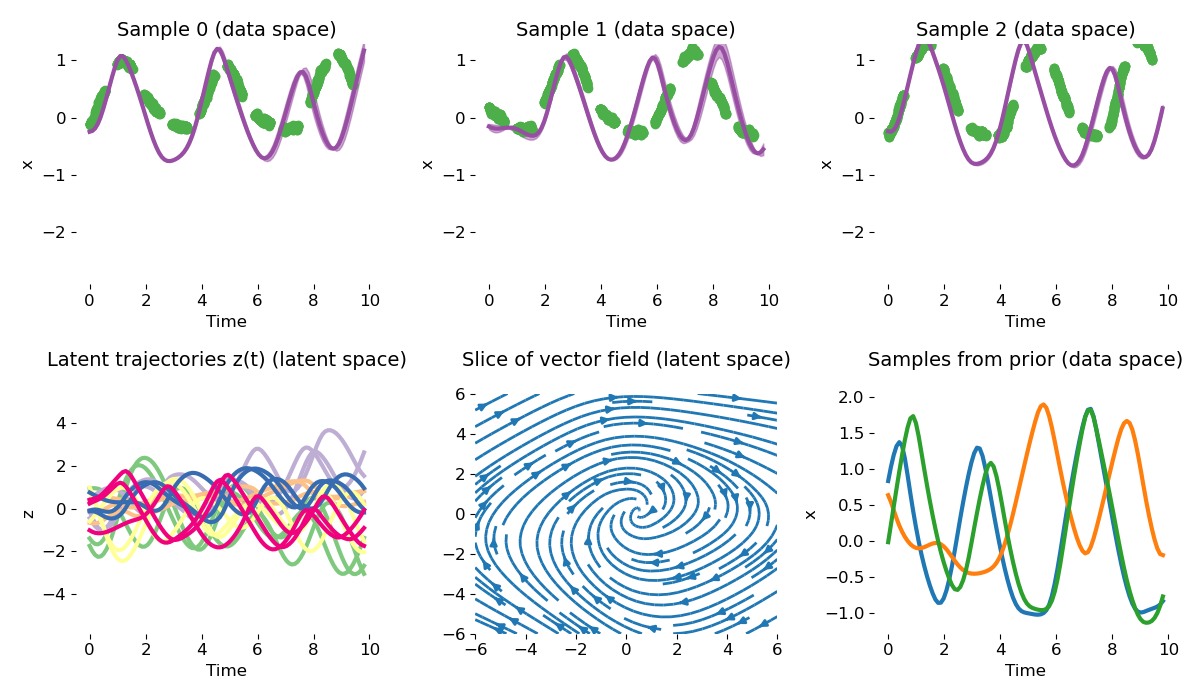 Sample 0 (data space)
1
0
−1
−2
x
0 2 4 6 8 10
Time
Sample 1 (data space)
1
0
−1
−2
x
0 2 4 6 8 10
Time
Sample 2 (data space)
1
0
−1
−2
x
0 2 4 6 8 10
Time
Latent trajectories z(t) (latent space)
4
2
0
−2
−4
z
0 2 4 6 8 10
Time
Slice of vector field (latent space)
6
4
2
0
−2
−4
−6
−6 −4 −2 0 2 4 6
Samples from prior (data space)
2.0
1.5
1.0
0.5
0.0
−0.5
−1.0
x
0 2 4 6 8 10
Time